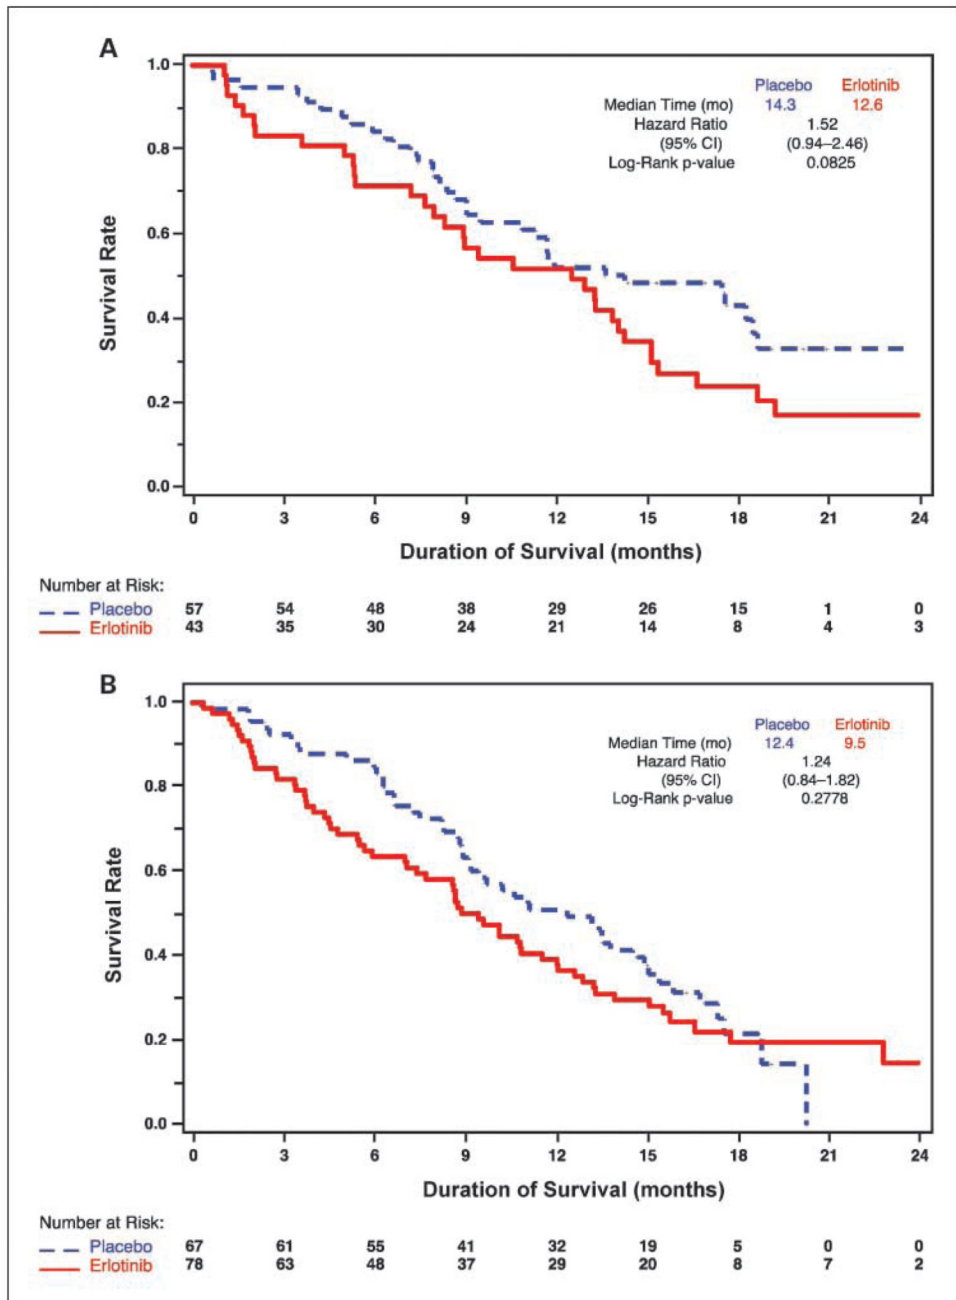 A
1.0
0.8
0.6
0.4
0.2
0.0
Survival Rate
Placebo Erlotinib
Median Time (mo) 14.3 12.6
Hazard Ratio 1.52
(95% CI) (0.94–2.46)
Log-Rank p-value 0.0825
0 3 6 9 12 15 18 21 24
Duration of Survival (months)
Number at Risk:
Placebo 57 54 48 38 29 26 15 1 0
Erlotinib 43 35 30 24 21 14 8 4 3
B
1.0
0.8
0.6
0.4
0.2
0.0
Survival Rate
Placebo Erlotinib
Median Time (mo) 12.4 9.5
Hazard Ratio 1.24
(95% CI) (0.84–1.82)
Log-Rank p-value 0.2778
0 3 6 9 12 15 18 21 24
Duration of Survival (months)
Number at Risk:
Placebo 67 61 55 41 32 19 5 0 0
Erlotinib 78 63 48 37 29 20 8 7 2